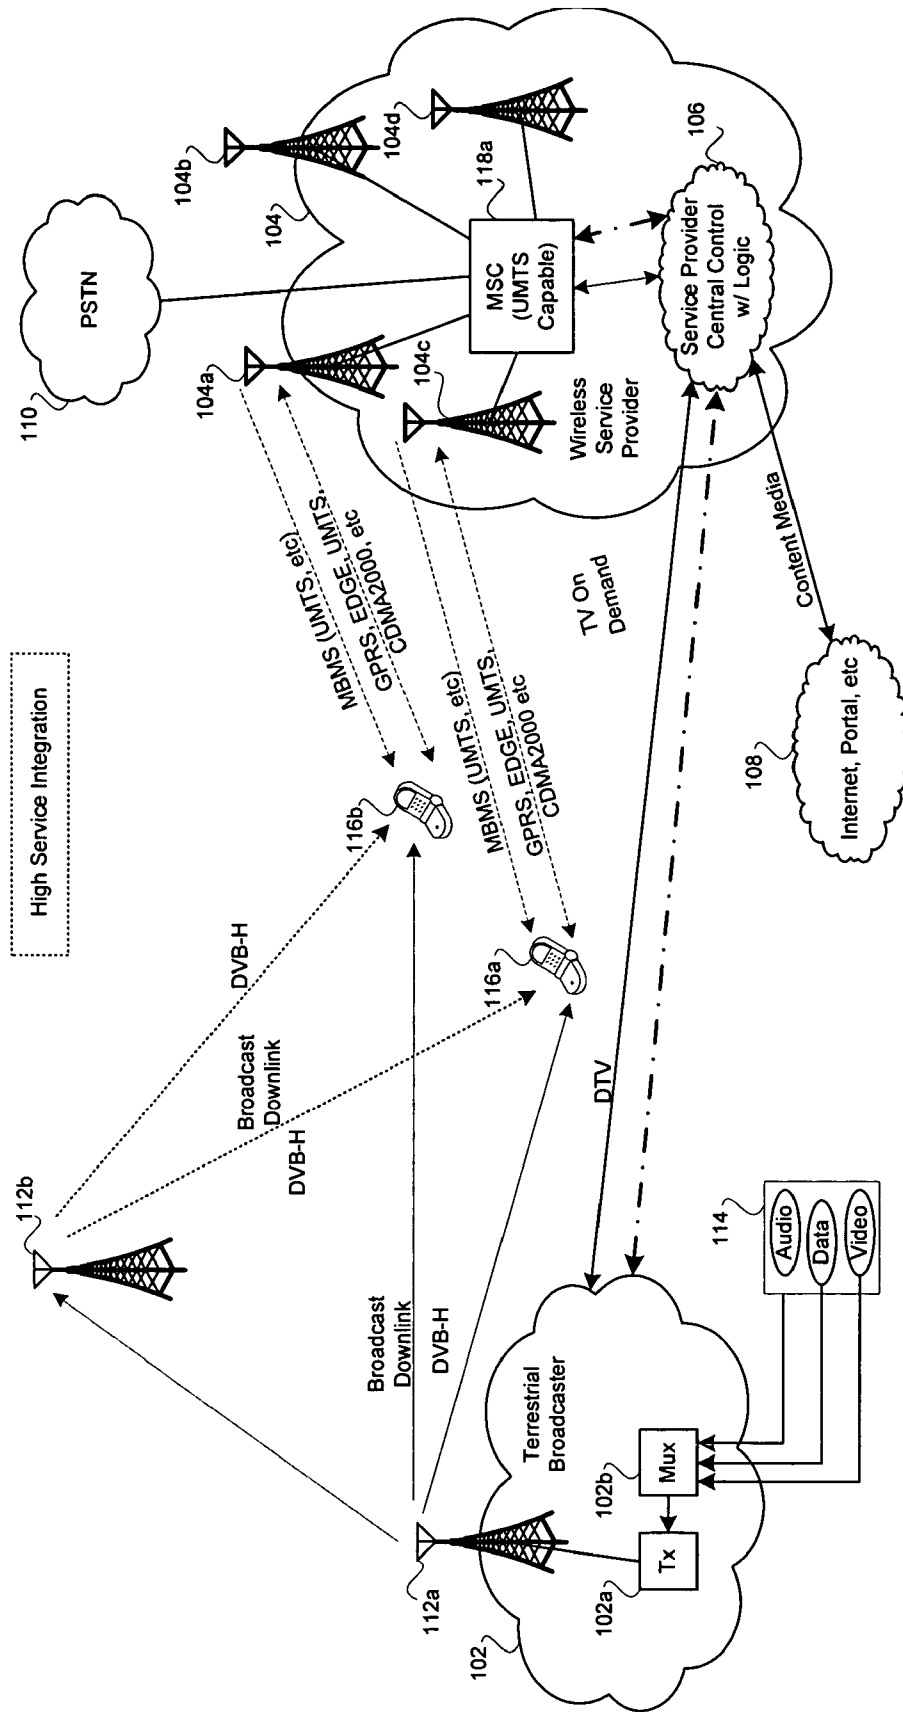 High Service Integration
112b
DVB-H
Broadcast
Downlink
DVB-H
Broadcast
Downlink
DVB-H
112a
102
Terrestrial
Broadcaster
102a
Tx
102b
Mux
114
Audio
Data
Video
116b
116a
MBMS (UMTS, etc)
GPRS, EDGE, UMTS,
CDMA2000, etc
MBMS (UMTS, etc)
GPRS, EDGE, UMTS,
CDMA2000 etc
DTV
TV On
Demand
110
PSTN
104a
104b
104
104c
104d
118a
MSC
(UMTS
Capable)
Wireless
Service
Provider
106
Service Provider
Central Control
w/ Logic
Content Media
108
Internet, Portal, etc